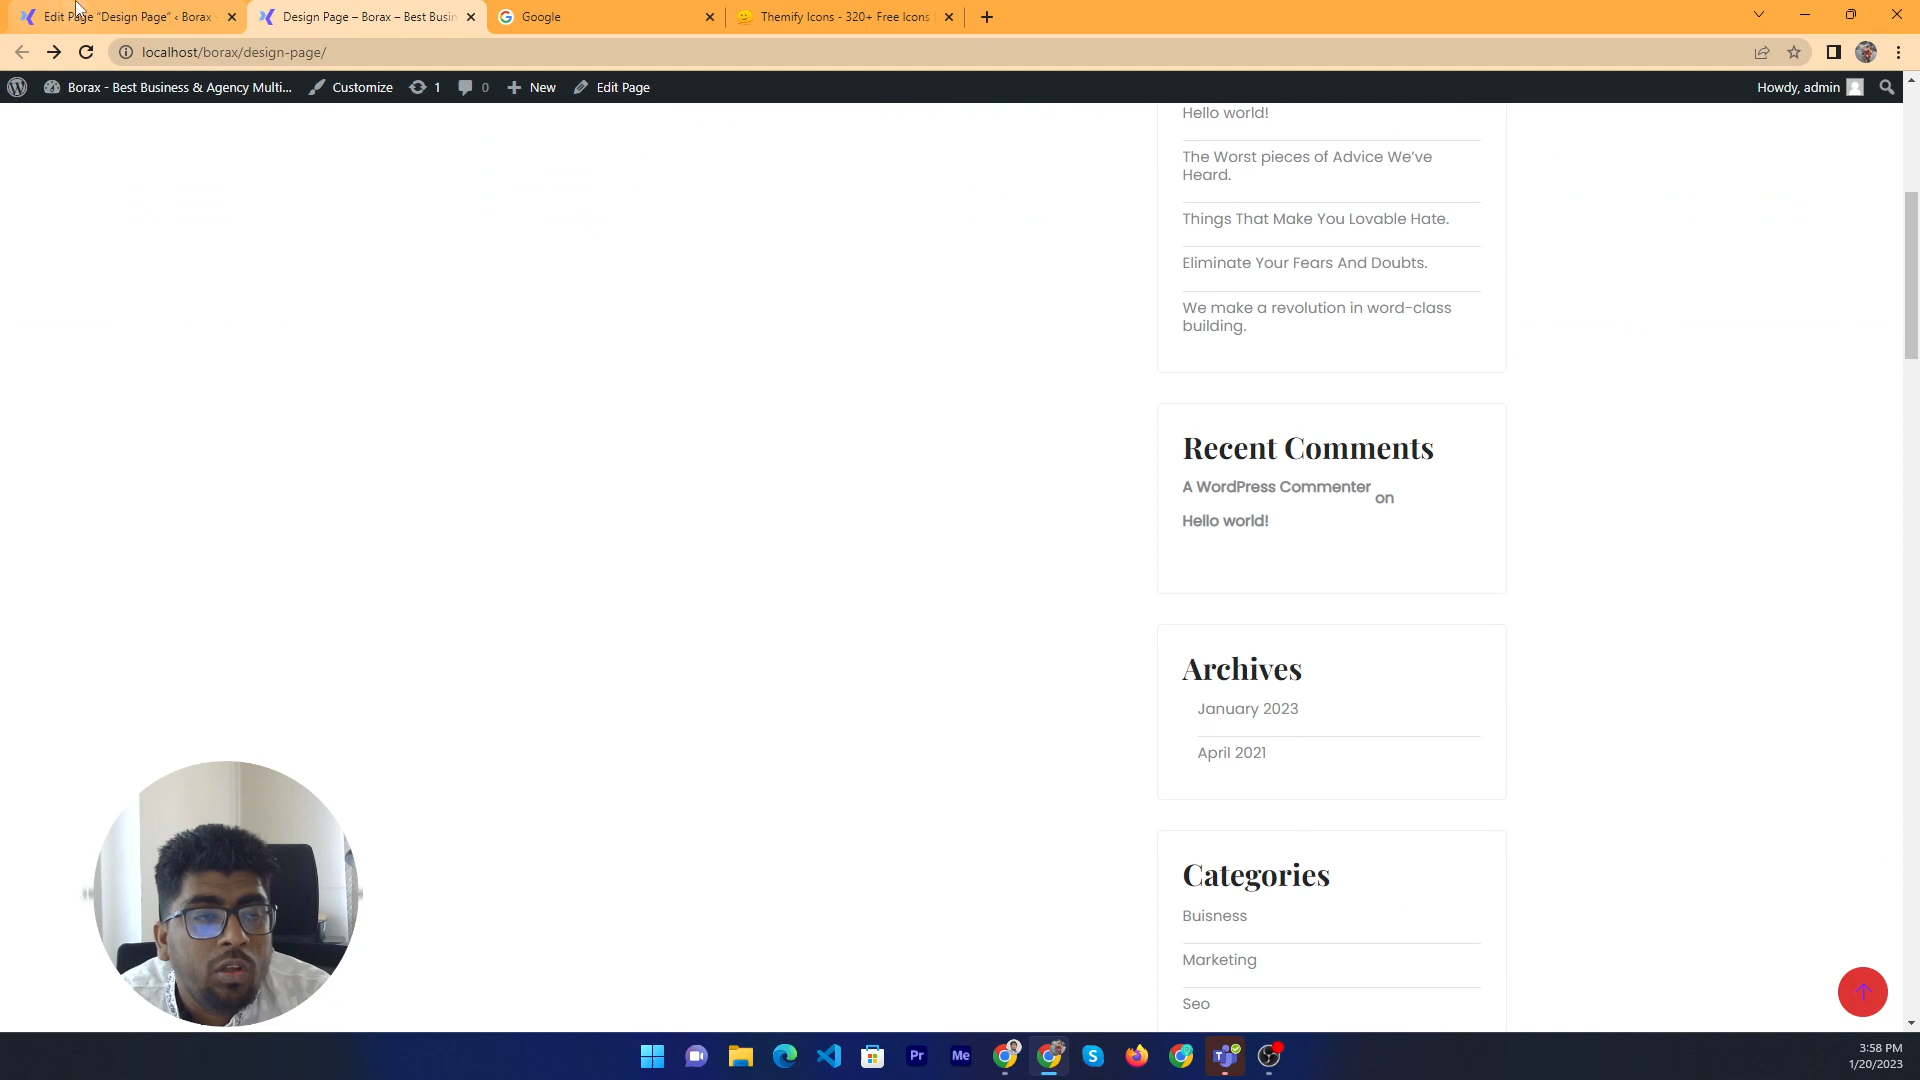 Edit Page “Design Page” ‹ Borax
Design Page – Borax – Best Busin
Google
Themify Icons - 320+ Free Icons
localhost/borax/design-page/
Borax - Best Business & Agency Multi...
Customize
1
0
New
Edit Page
Howdy, admin
Hello world!
The Worst pieces of Advice We’ve
Heard.
Things That Make You Lovable Hate.
Eliminate Your Fears And Doubts.
We make a revolution in word-class
building.
Recent Comments
A WordPress Commenter on
Hello world!
Archives
January 2023
April 2021
Categories
Buisness
Marketing
Seo
Pr
Me
3:58 PM
1/20/2023